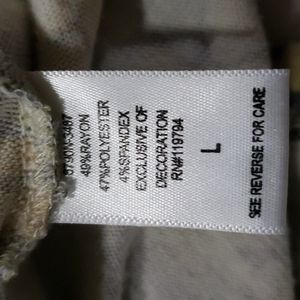 49%RAYON
47%POLYESTER
4%SPANDEX
EXCLUSIVE OF
DECORATION
RN#119794
L
SEE REVERSE FOR CARE